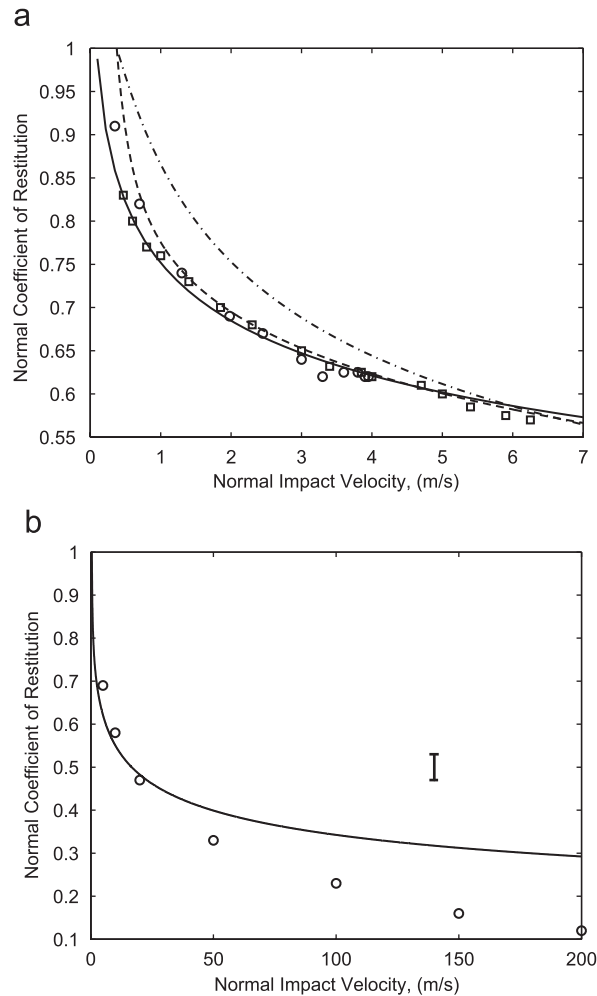 a
1
0.95
0.9
0.85
0.8
0.75
0.7
0.65
0.6
0.55
Normal Coefficient of Restitution
0 1 2 3 4 5 6 7
Normal Impact Velocity, (m/s)
b
1
0.9
0.8
0.7
0.6
0.5
0.4
0.3
0.2
0.1
Normal Coefficient of Restitution
0 50 100 150 200
Normal Impact Velocity, (m/s)